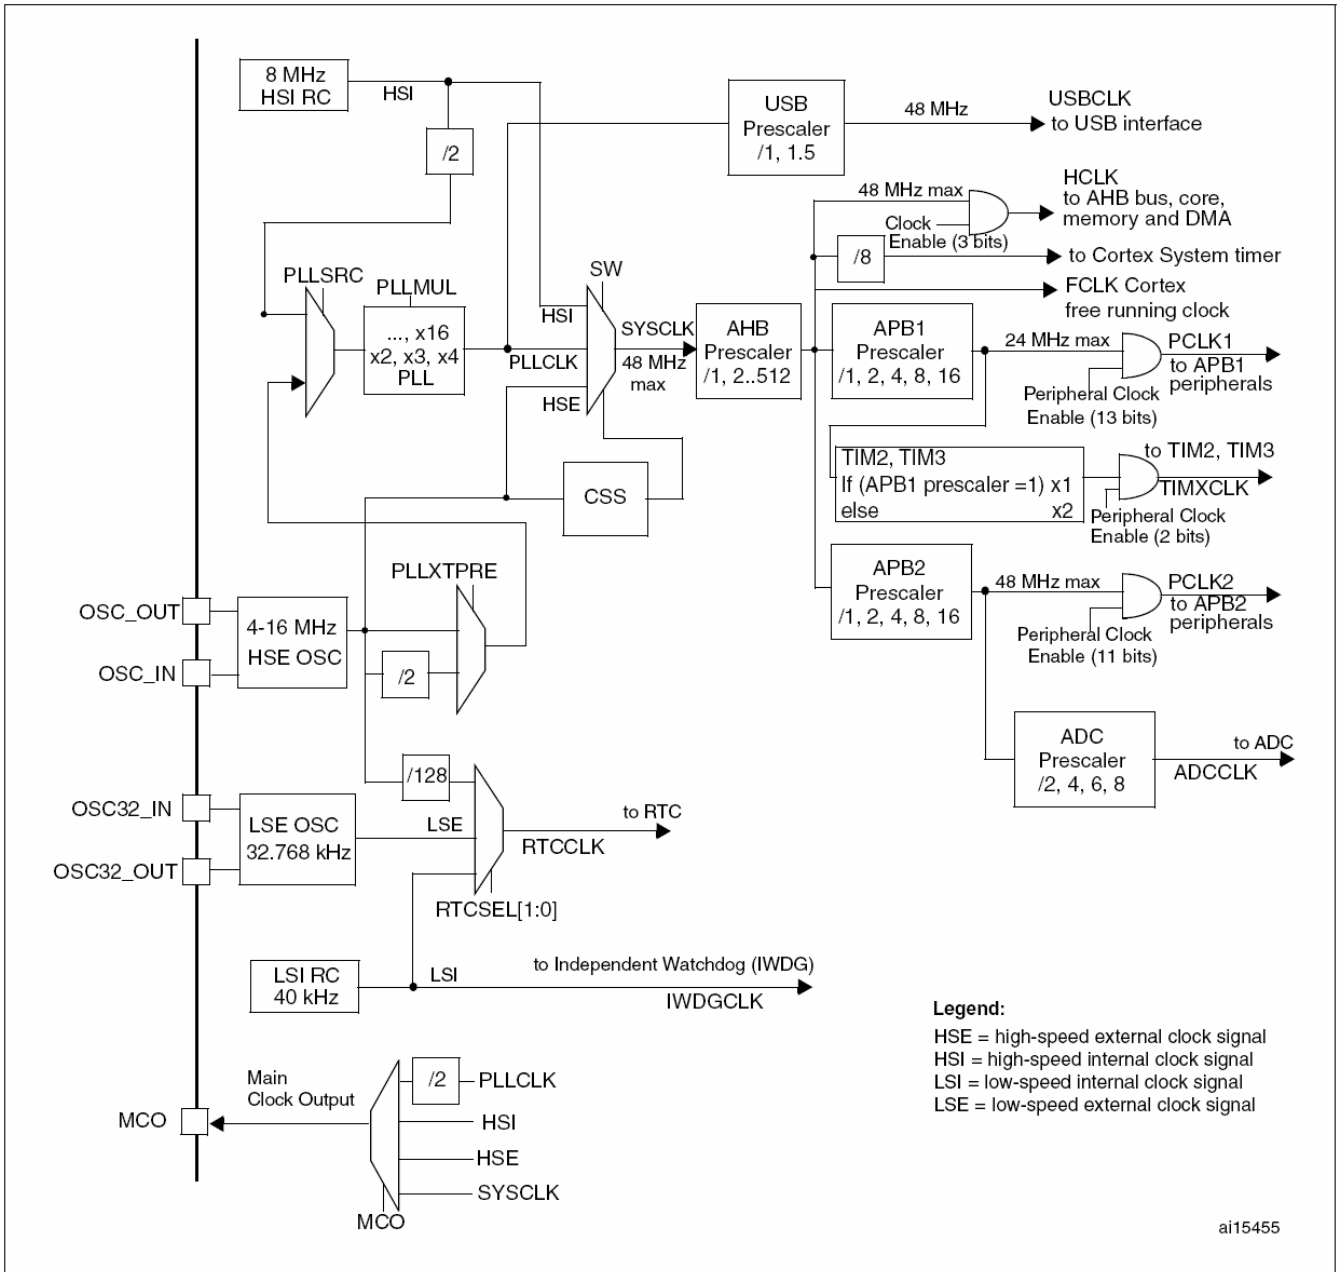 8 MHz
HSI RC
HSI
/2
USB
Prescaler
/1, 1.5
48 MHz
USBCLK
to USB interface
48 MHz max
HCLK
to AHB bus, core,
memory and DMA
Clock
Enable (3 bits)
/8
to Cortex System timer
FCLK Cortex
free running clock
PLLSRC
PLLMUL
..., x16
x2, x3, x4
PLL
SW
HSI
PLLCLK
HSE
SYSCLK
48 MHz
max
AHB
Prescaler
/1, 2..512
APB1
Prescaler
/1, 2, 4, 8, 16
24 MHz max
PCLK1
to APB1
peripherals
Peripheral Clock
Enable (13 bits)
TIM2, TIM3
If (APB1 prescaler =1) x1
else x2
to TIM2, TIM3
TIMXCLK
Peripheral Clock
Enable (2 bits)
CSS
PLLXTPRE
OSC_OUT
OSC_IN
4-16 MHz
HSE OSC
/2
APB2
Prescaler
/1, 2, 4, 8, 16
48 MHz max
PCLK2
to APB2
peripherals
Peripheral Clock
Enable (11 bits)
ADC
Prescaler
/2, 4, 6, 8
to ADC
ADCCLK
/128
OSC32_IN
OSC32_OUT
LSE OSC
32.768 kHz
LSE
to RTC
RTCCLK
RTCSEL[1:0]
LSI RC
40 kHz
LSI
to Independent Watchdog (IWDG)
IWDGCLK
Legend:
HSE = high-speed external clock signal
HSI = high-speed internal clock signal
LSI = low-speed internal clock signal
LSE = low-speed external clock signal
Main
Clock Output
MCO
/2
PLLCLK
HSI
HSE
SYSCLK
MCO
ai15455